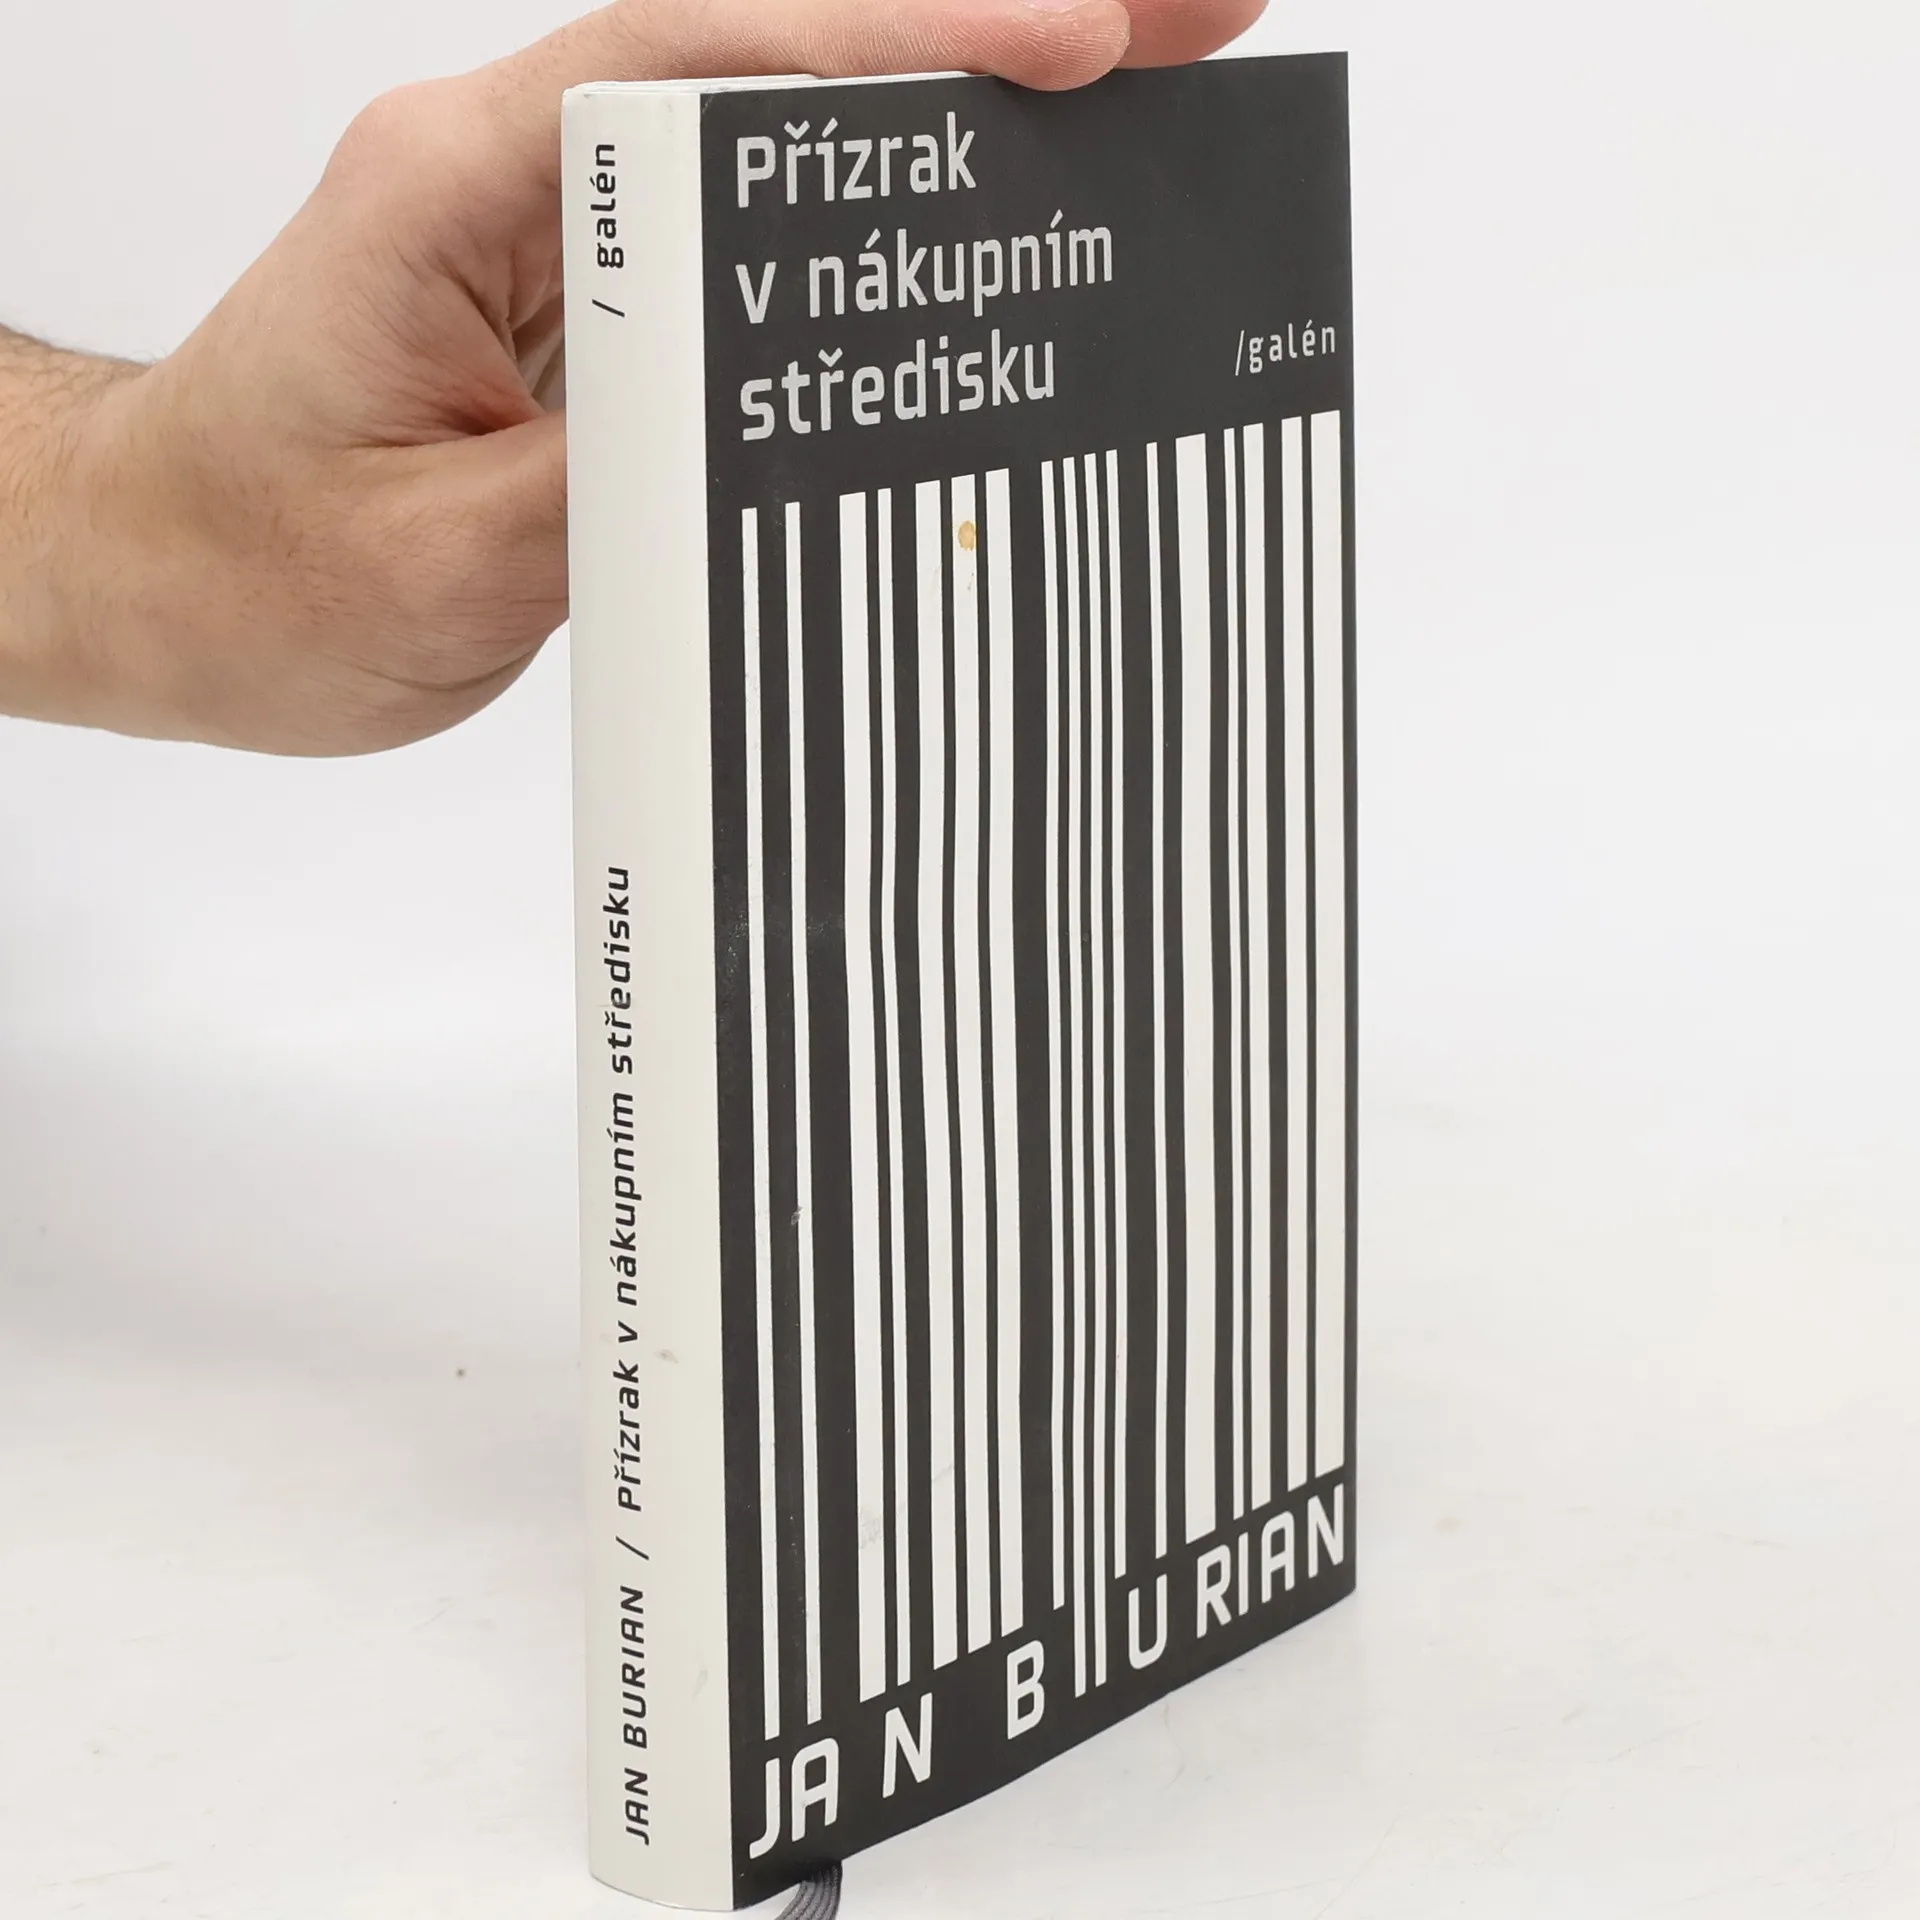 Přízrak
v nákupním
středisku
/galén
JAN BURIAN
JAN BURIAN / Přízrak v nákupním středisku / galén